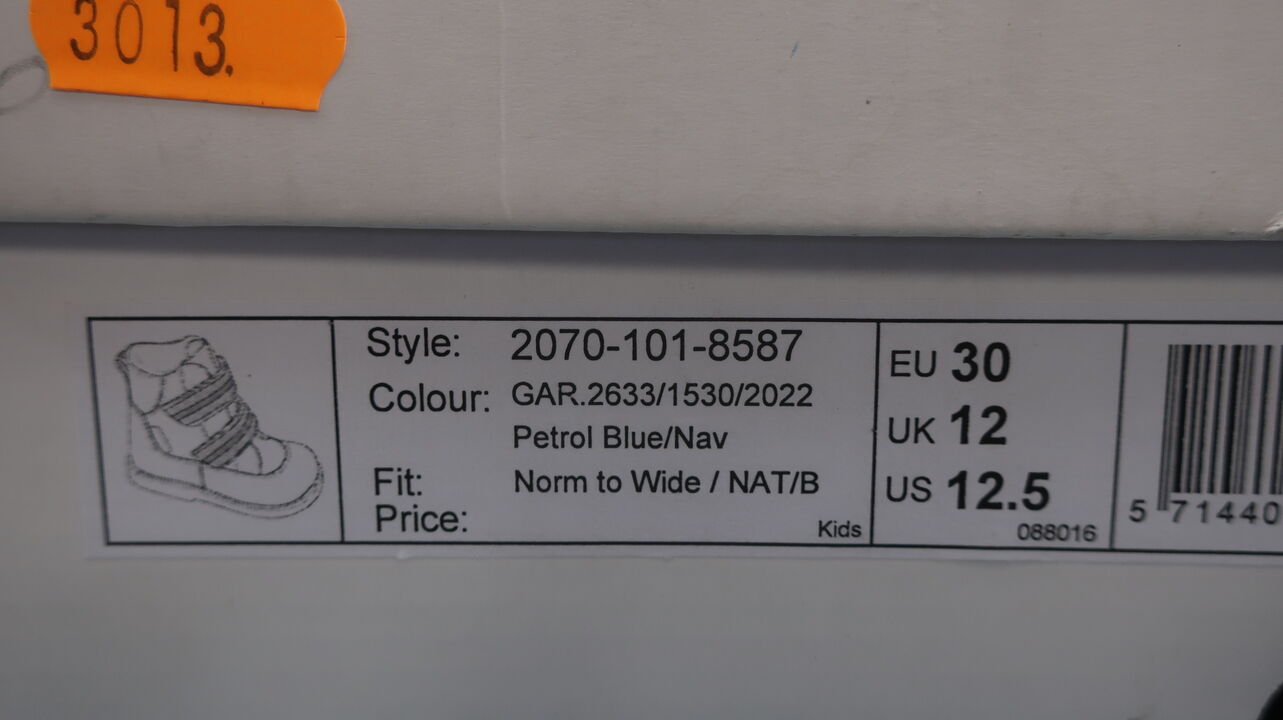 3013.
Style: 2070-101-8587
Colour: GAR.2633/1530/2022
Petrol Blue/Nav
Fit: Norm to Wide / NAT/B
Price:
Kids
EU 30
UK 12
US 12.5
088016
5 71440